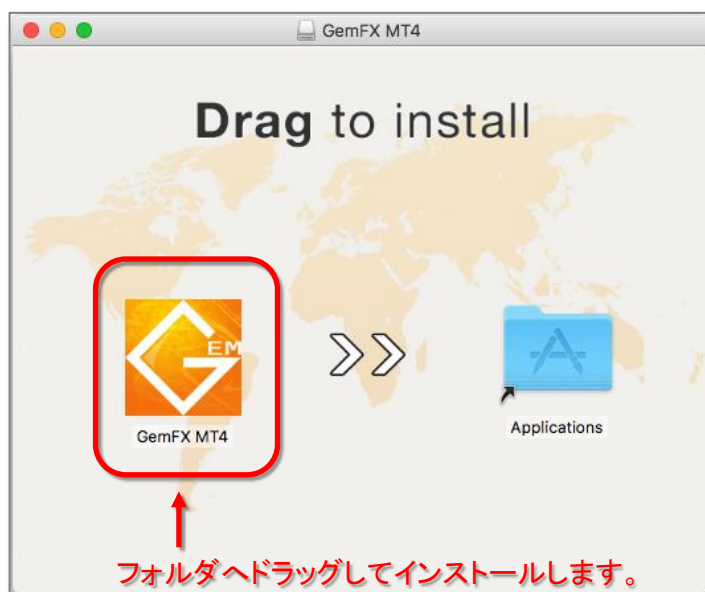 GemFX MT4
Drag to install
GEM
GemFX MT4
Applications
フォルダへドラッグしてインストールします。